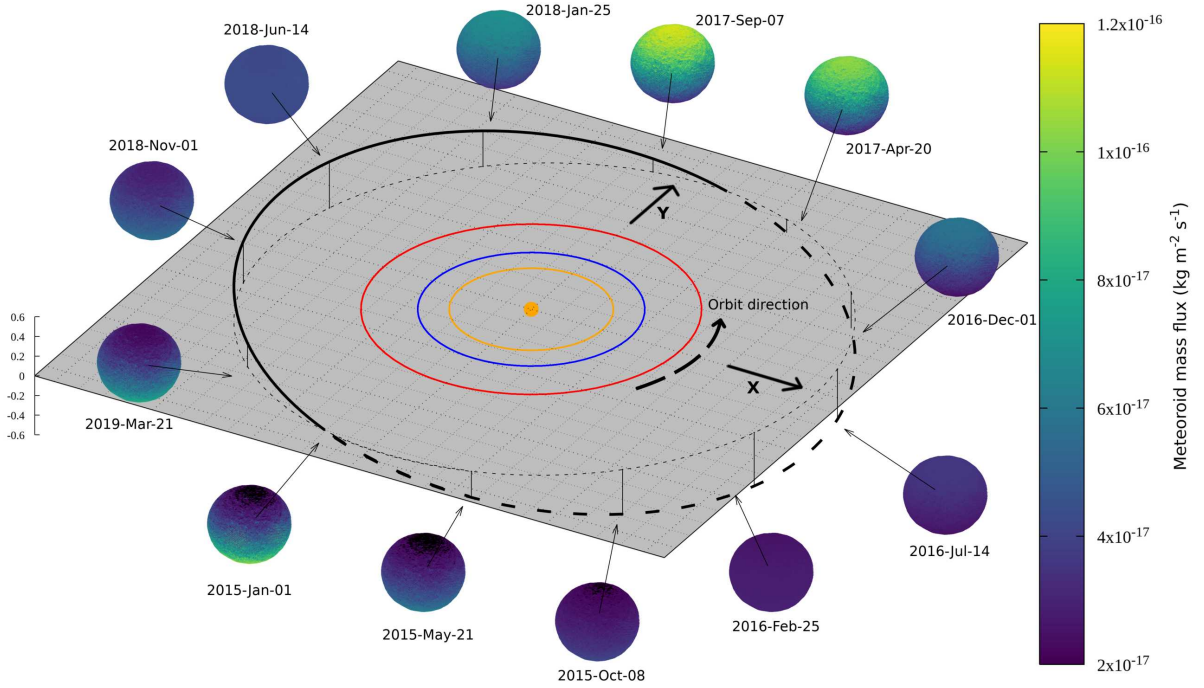 2018-Jan-25
2017-Sep-07
2018-Jun-14
1.2x10-16
2018-Nov-01
2017-Apr-20
1x10-16
Y
Meteoroid mass flux (kg m-2 s-1)
8x10-17
Orbit direction
2016-Dec-01
0.6
0.4
0.2
0
-0.2
-0.4
-0.6
X
6x10-17
2019-Mar-21
4x10-17
2016-Jul-14
2015-Jan-01
2016-Feb-25
2015-May-21
2015-Oct-08
2x10-17